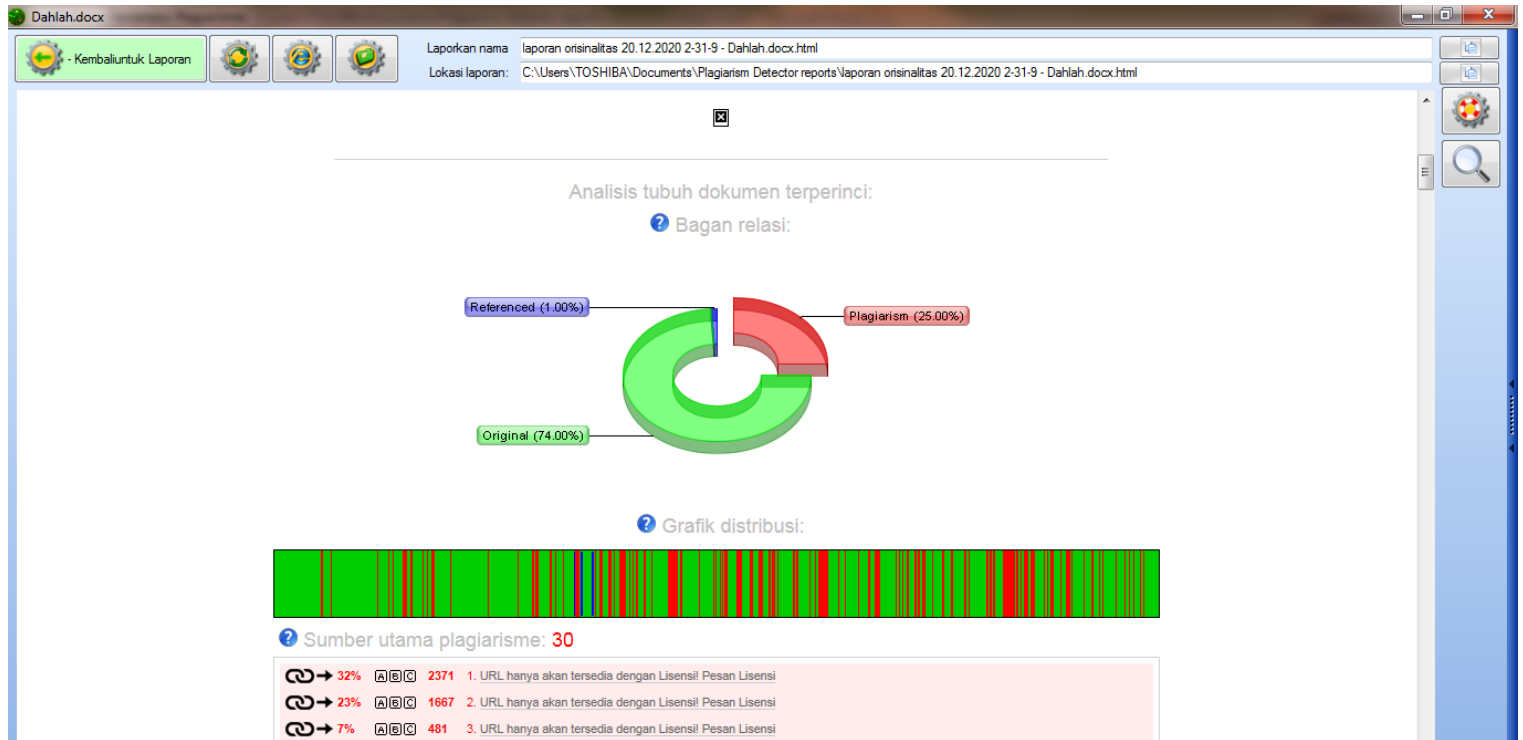 Dahlah.docx
- Kembaliuntuk Laporan
Laporkan nama laporan orisinalitas 20.12.2020 2-31-9 - Dahlah.docx.html
Lokasi laporan: C:\Users\TOSHIBA\Documents\Plagiarism Detector reports\laporan orisinalitas 20.12.2020 2-31-9 - Dahlah.docx.html
Analisis tubuh dokumen terperinci:
? Bagan relasi:
Referenced (1.00%)
Plagiarism (25.00%)
Original (74.00%)
? Grafik distribusi:
? Sumber utama plagiarisme: 30
32% A B C 2371 1. URL hanya akan tersedia dengan Lisensi! Pesan Lisensi
23% A B C 1667 2. URL hanya akan tersedia dengan Lisensi! Pesan Lisensi
7% A B C 481 3. URL hanya akan tersedia dengan Lisensi! Pesan Lisensi